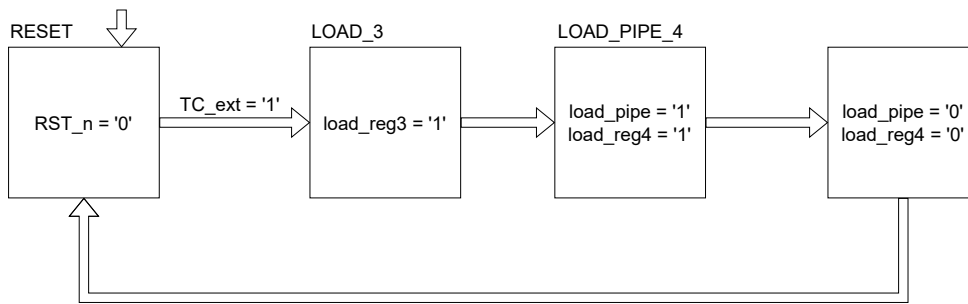 RESET
RST_n = '0'
TC_ext = '1'
LOAD_3
load_reg3 = '1'
LOAD_PIPE_4
load_pipe = '1'
load_reg4 = '1'
load_pipe = '0'
load_reg4 = '0'